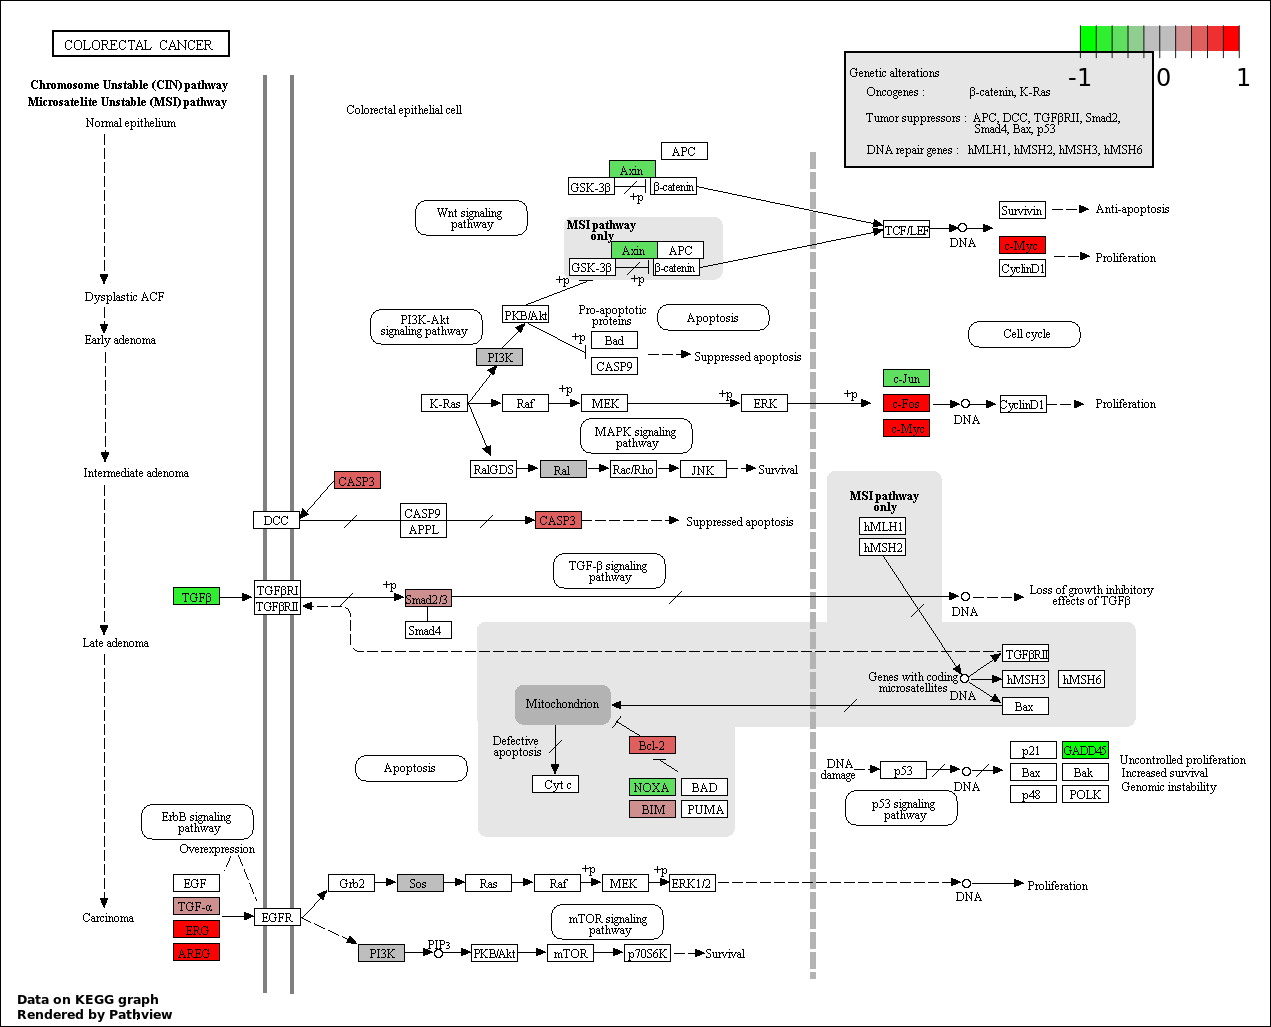 COLORECTAL CANCER
-1 0 1
Genetic alterations
Oncogenes : β-catenin, K-Ras
Tumor suppressors : APC, DCC, TGFβRII, Smad2,
Smad4, Bax, p53
DNA repair genes : hMLH1, hMSH2, hMSH3, hMSH6
Chromosome Unstable (CIN) pathway
Microsatelite Unstable (MSI) pathway
Normal epithelium
Dysplastic ACF
Early adenoma
Intermediate adenoma
Late adenoma
Carcinoma
Colorectal epithelial cell
APC
Axin
GSK-3β
β-catenin
+p
Wnt signaling
pathway
MSI pathway
only
Axin
APC
GSK-3β
β-catenin
+p
+p
TCF/LEF
DNA
Survivin
Anti-apoptosis
c-Myc
CyclinD1
Proliferation
PI3K-Akt
signaling pathway
PKB/Akt
Pro-apoptotic
proteins
+p
Bad
CASP9
Apoptosis
Suppressed apoptosis
Cell cycle
PI3K
K-Ras
Raf
+p
MEK
+p
ERK
+p
c-Jun
c-Fos
c-Myc
DNA
CyclinD1
Proliferation
MAPK signaling
pathway
RalGDS
Ral
Rac/Rho
JNK
Survival
CASP3
DCC
CASP9
APPL
CASP3
Suppressed apoptosis
MSI pathway
only
hMLH1
hMSH2
TGF-β signaling
pathway
TGFβ
TGFβRI
TGFβRII
+p
Smad2/3
Smad4
DNA
Loss of growth inhibitory
effects of TGFβ
Genes with coding
microsatellites
DNA
TGFβRII
hMSH3
hMSH6
Bax
Mitochondrion
Defective
apoptosis
Bcl-2
Cyt c
NOXA
BAD
BIM
PUMA
Apoptosis
DNA
damage
p53
DNA
p21
GADD45
Bax
Bak
p48
POLK
Uncontrolled proliferation
Increased survival
Genomic instability
p53 signaling
pathway
ErbB signaling
pathway
Overexpression
EGF
TGF-α
ERG
AREG
EGFR
Grb2
Sos
Ras
Raf
+p
MEK
+p
ERK1/2
DNA
Proliferation
mTOR signaling
pathway
PI3K
PIP3
PKB/Akt
mTOR
p70S6K
Survival
Data on KEGG graph
Rendered by Pathview